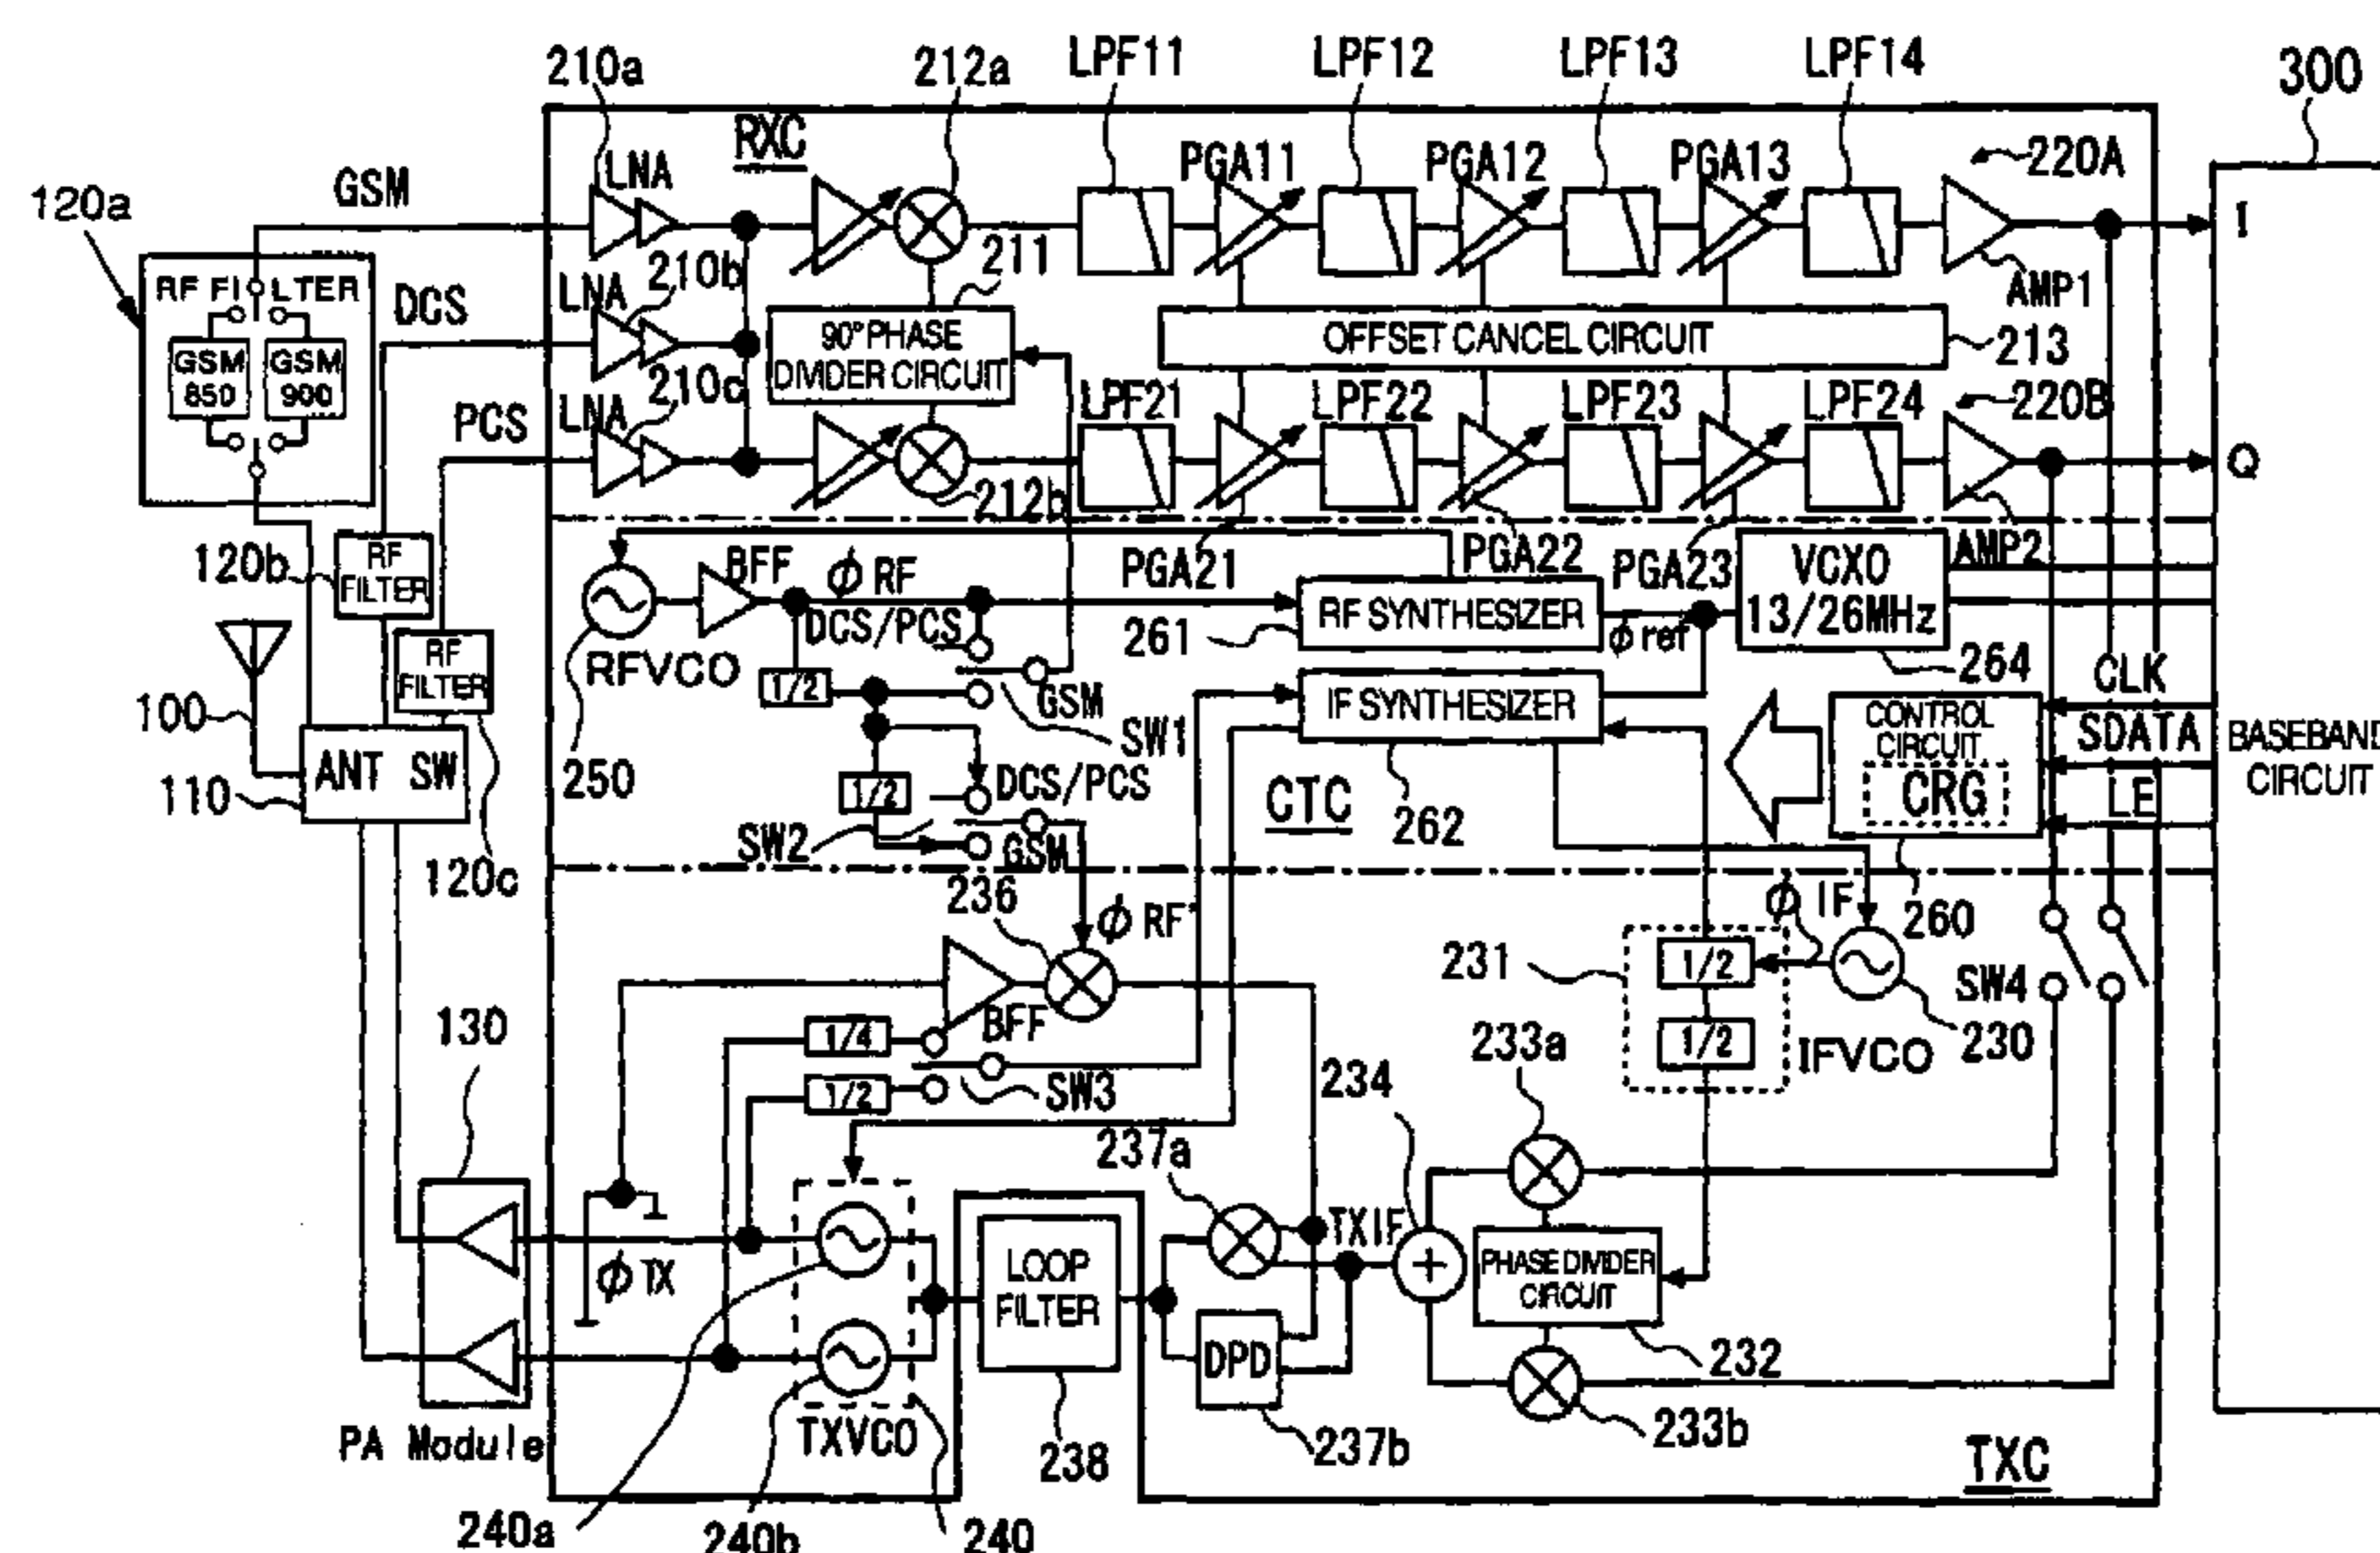 210a
212a
LPF11
LPF12
LPF13
LPF14
300
RXC
LNA
PGA11
PGA12
PGA13
220A
120a
GSM
I
RF FILTER
GSM 850
GSM 900
DCS
LNA
210b
211
AMP1
90° PHASE DIVIDER CIRCUIT
OFFSET CANCEL CIRCUIT
213
PCS
LNA
210c
LPF21
LPF22
LPF23
LPF24
220B
Q
212b
120b
RF FILTER
BFF
ϕ RF
PGA21
PGA22
PGA23
VCXO 13/26MHz
AMP2
DCS/PCS
261
RF SYNTHESIZER
ϕ ref
264
RF FILTER
RFVCO
1/2
GSM
IF SYNTHESIZER
CLK
100
SW1
CONTROL CIRCUIT
CRG
SDATA
BASEBAND CIRCUIT
110
ANT SW
250
1/2
DCS/PCS
CTC
262
LE
SW2
GSM
120c
236
ϕ RF'
ϕ IF
260
231
1/2
SW4
130
1/4
BFF
1/2
IFVCO
230
233a
1/2
SW3
234
237a
TXIF
LOOP FILTER
PHASE DIVIDER CIRCUIT
ϕ TX
DPD
232
PA Module
TXVCO
238
237b
233b
TXC
240a
240b
240